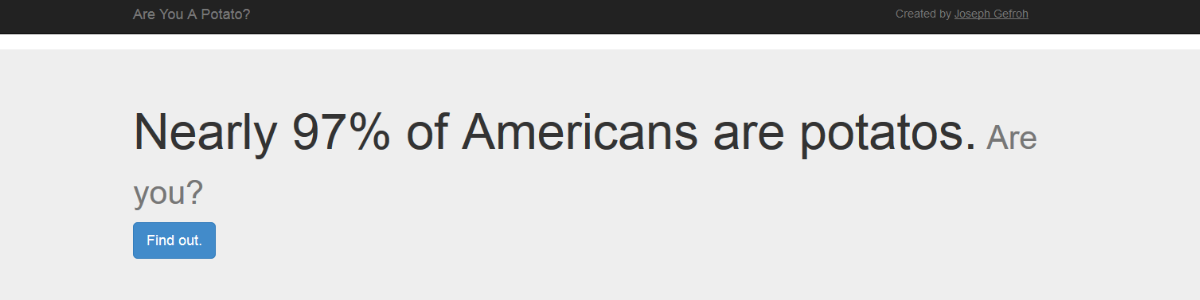 Are You A Potato?
Created by Joseph Gefroh
Nearly 97% of Americans are potatos. Are
you?
Find out.